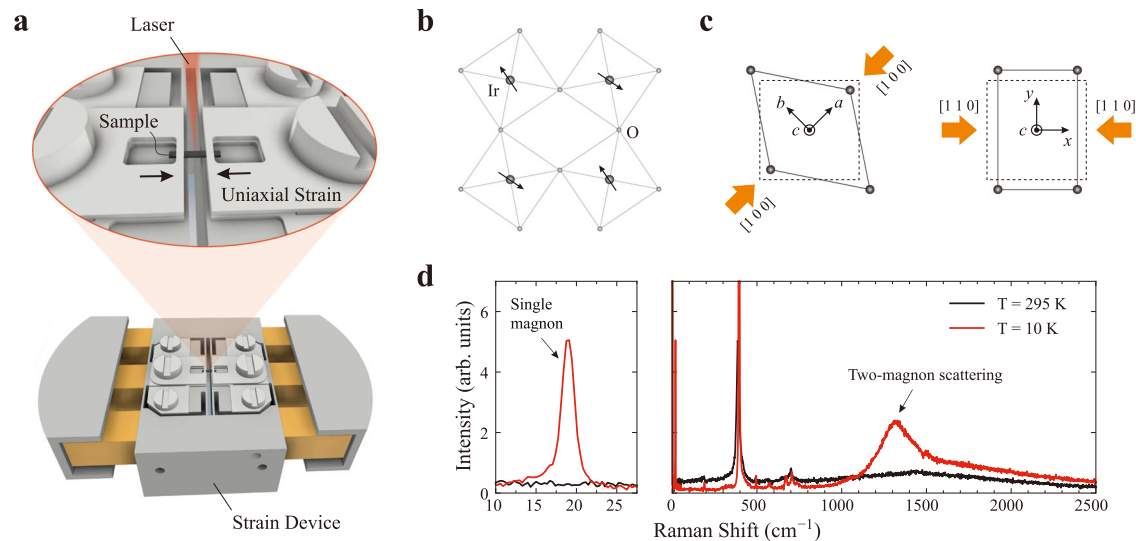 a
Laser
Sample
Uniaxial Strain
Strain Device
b
Ir
O
c
[1 0 0]
b
a
c
[1 0 0]
[1 1 0]
y
[1 1 0]
c
x
d
Intensity (arb. units)
6
4
2
0
Single
magnon
10
15
20
25
T = 295 K
T = 10 K
Two-magnon scattering
0
500
1000
1500
2000
2500
Raman Shift (cm⁻¹)